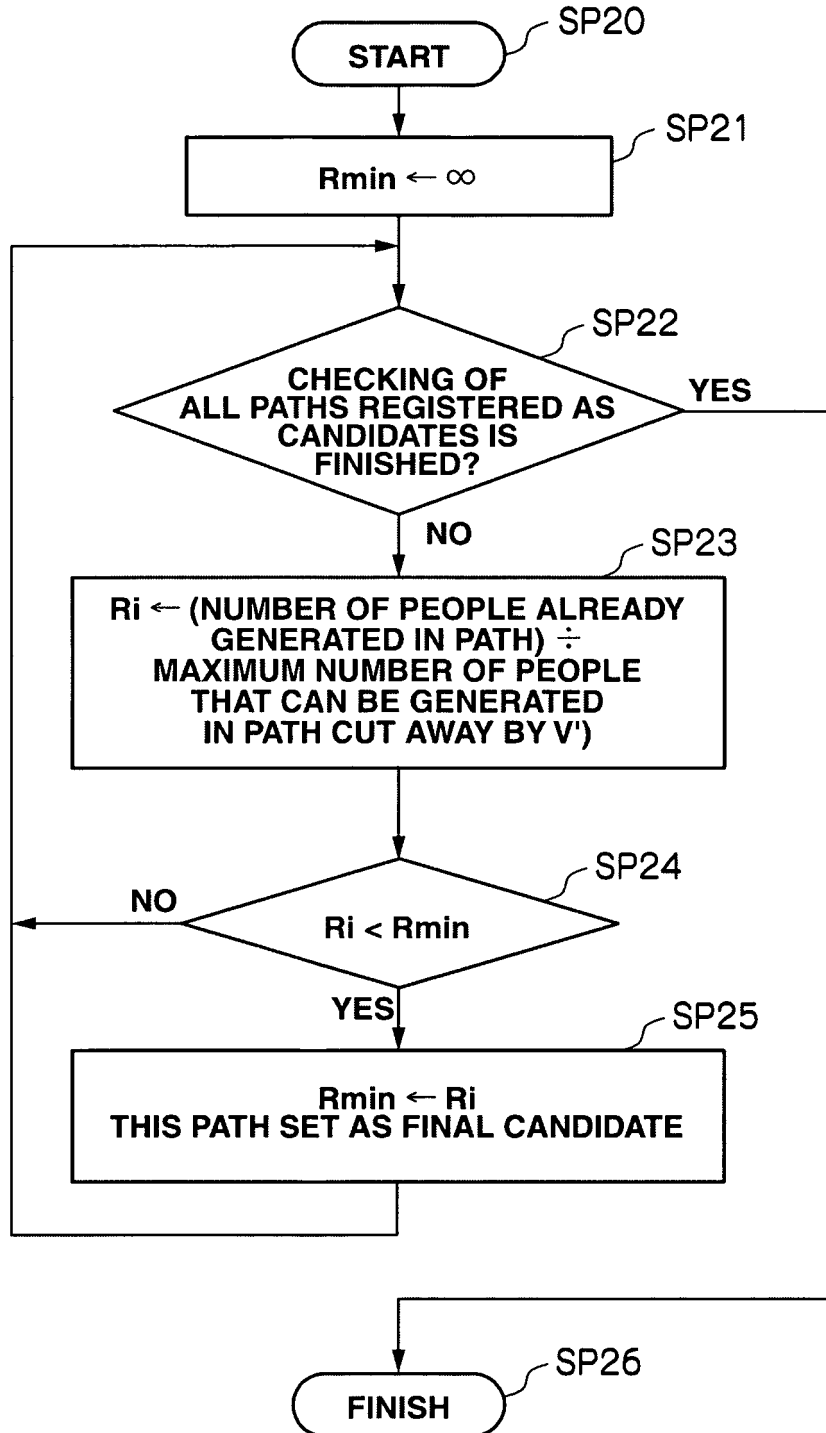 SP20
START
SP21
Rmin ← ∞
SP22
CHECKING OF
ALL PATHS REGISTERED AS
CANDIDATES IS
FINISHED?
YES
NO
SP23
Ri ← (NUMBER OF PEOPLE ALREADY
GENERATED IN PATH) ÷
MAXIMUM NUMBER OF PEOPLE
THAT CAN BE GENERATED
IN PATH CUT AWAY BY V')
SP24
NO
Ri < Rmin
YES
SP25
Rmin ← Ri
THIS PATH SET AS FINAL CANDIDATE
SP26
FINISH